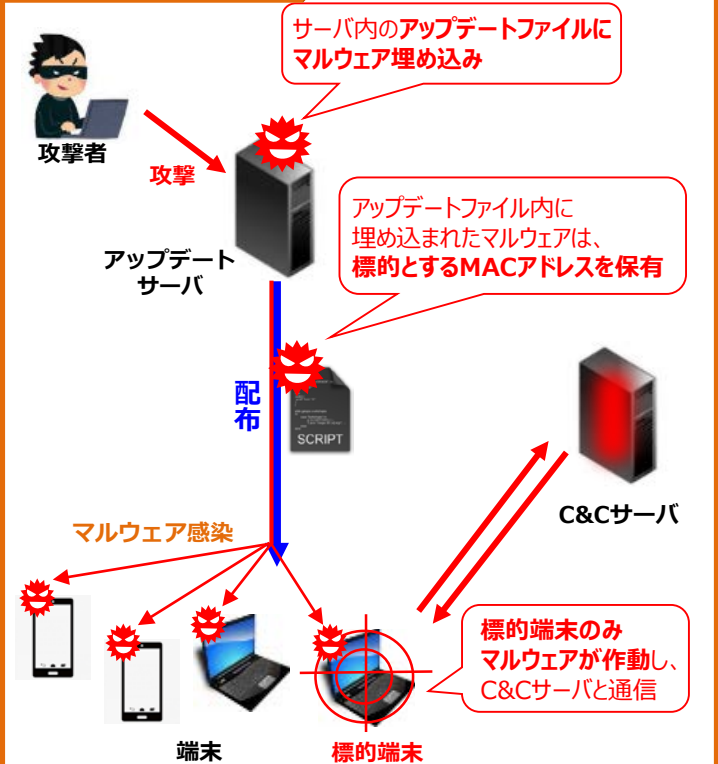 サーバ内のアップデートファイルに
マルウェア埋め込み
攻撃者
攻撃
アップデートファイル内に
埋め込まれたマルウェアは、
標的とするMACアドレスを保有
アップデート
サーバ
配布
SCRIPT
C&Cサーバ
マルウェア感染
標的端末のみ
マルウェアが作動し、
C&Cサーバと通信
端末
標的端末